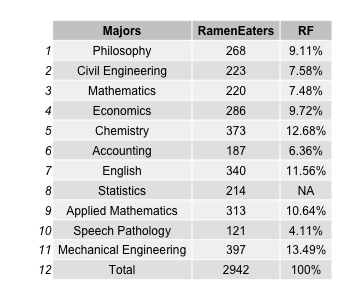 Majors RamenEaters RF
1 Philosophy 268 9.11%
2 Civil Engineering 223 7.58%
3 Mathematics 220 7.48%
4 Economics 286 9.72%
5 Chemistry 373 12.68%
6 Accounting 187 6.36%
7 English 340 11.56%
8 Statistics 214 NA
9 Applied Mathematics 313 10.64%
10 Speech Pathology 121 4.11%
11 Mechanical Engineering 397 13.49%
12 Total 2942 100%